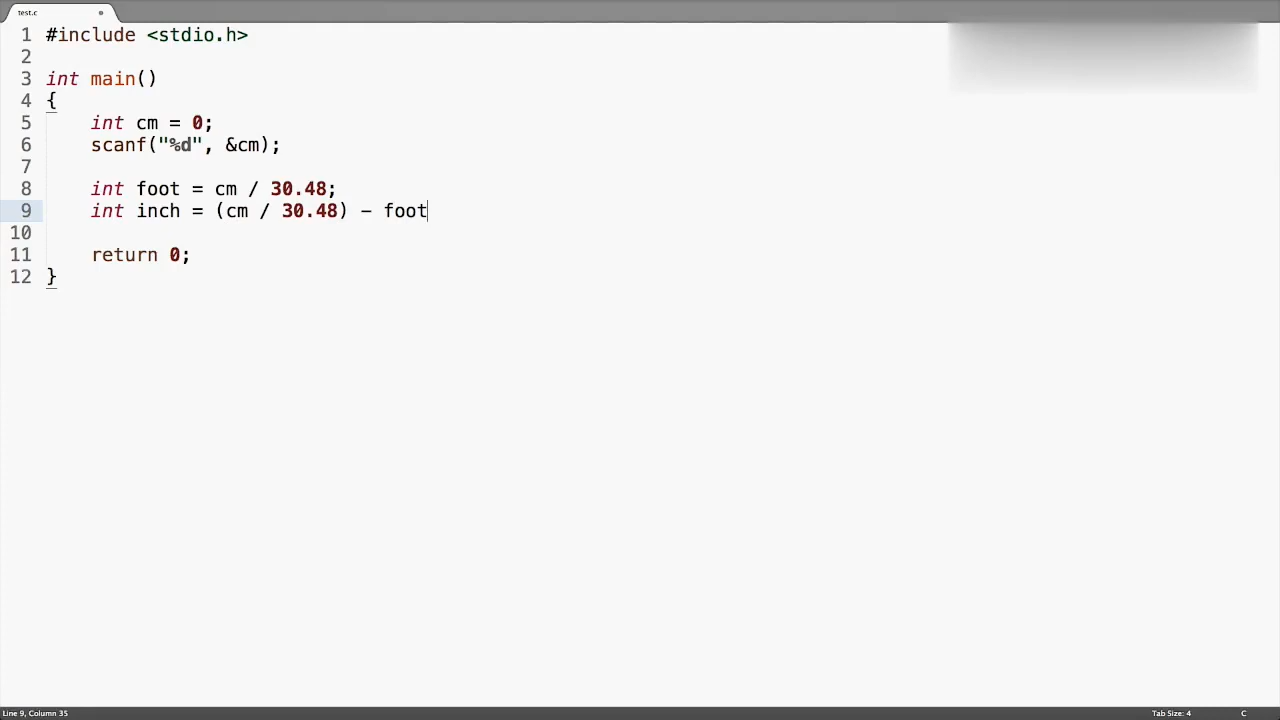 test.c
1 #include <stdio.h>
2
3 int main()
4 {
5     int cm = 0;
6     scanf("%d", &cm);
7
8     int foot = cm / 30.48;
9     int inch = (cm / 30.48) - foot
10
11     return 0;
12 }
Line 9, Column 35 Tab Size: 4 C